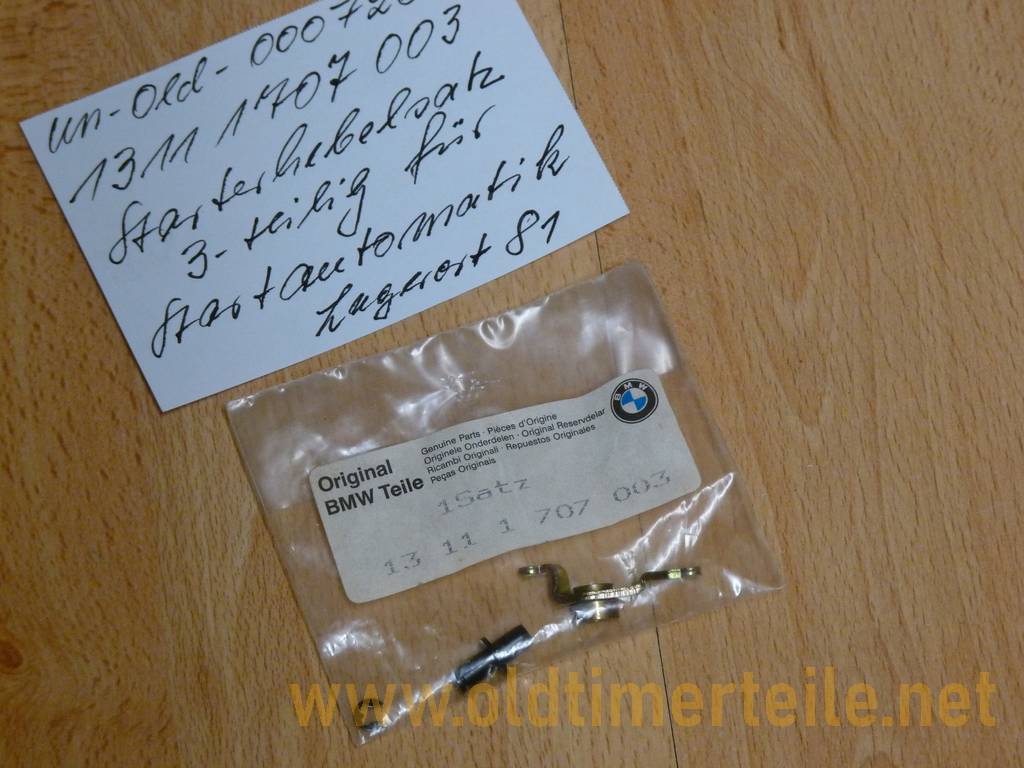 un-Old-000720
1311 1707 003
Starterhebelsatz
3-teilig für
Startautomatik
Lagerort 81
BMW
Original
BMW Teile
Genuine Parts · Pièces d'Origine
Originele Onderdelen · Original Reservdelar
Ricambi Originali · Repuestos Originales
Peças Originais
1Satz
13 11 1 707 003
www.oldtimerteile.net